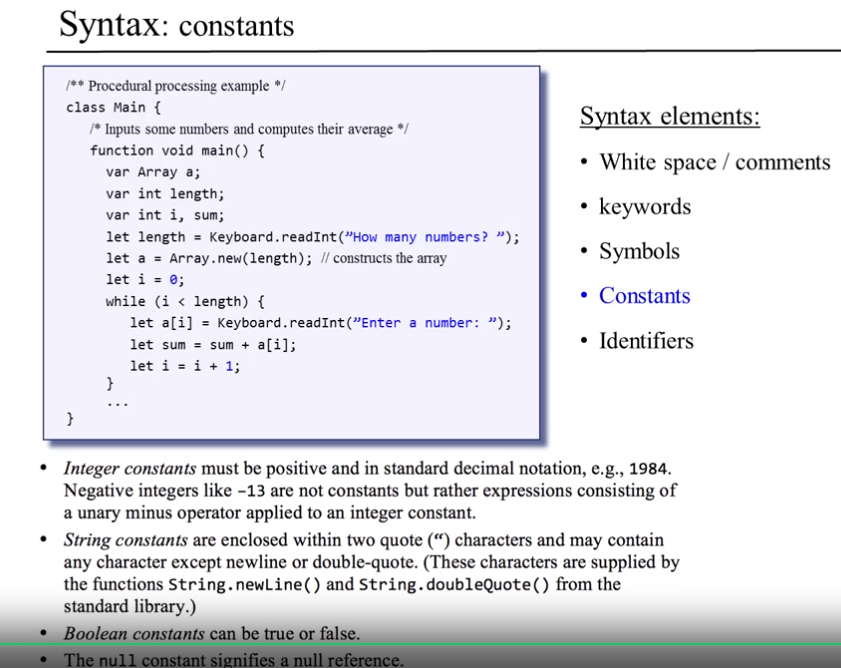 Syntax: constants
/** Procedural processing example */
class Main {
/* Inputs some numbers and computes their average */
function void main() {
var Array a;
var int length;
var int i, sum;
let length = Keyboard.readInt(”How many numbers? ”);
let a = Array.new(length); // constructs the array
let i = 0;
while (i < length) {
let a[i] = Keyboard.readInt(”Enter a number: ”);
let sum = sum + a[i];
let i = i + 1;
}
...
}
Syntax elements:
• White space / comments
• keywords
• Symbols
• Constants
• Identifiers
• Integer constants must be positive and in standard decimal notation, e.g., 1984.
Negative integers like -13 are not constants but rather expressions consisting of
a unary minus operator applied to an integer constant.
• String constants are enclosed within two quote (“) characters and may contain
any character except newline or double-quote. (These characters are supplied by
the functions String.newLine() and String.doubleQuote() from the
standard library.)
• Boolean constants can be true or false.
• The null constant signifies a null reference.